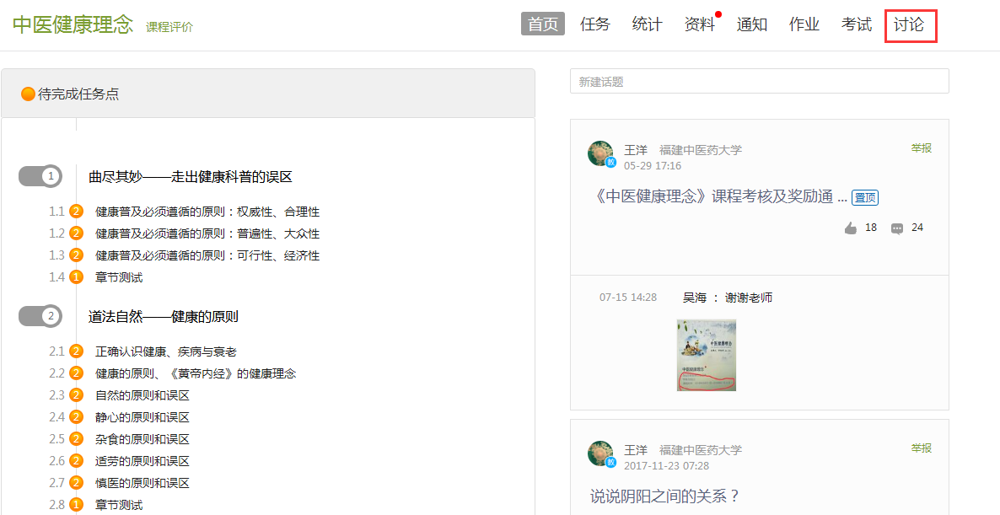 中医健康理念 课程评价
首页 任务 统计 资料 通知 作业 考试 讨论
待完成任务点
1 曲尽其妙——走出健康科普的误区
1.1 2 健康普及必须遵循的原则：权威性、合理性
1.2 2 健康普及必须遵循的原则：普遍性、大众性
1.3 2 健康普及必须遵循的原则：可行性、经济性
1.4 1 章节测试
2 道法自然——健康的原则
2.1 2 正确认识健康、疾病与衰老
2.2 2 健康的原则、《黄帝内经》的健康理念
2.3 2 自然的原则和误区
2.4 2 静心的原则和误区
2.5 2 杂食的原则和误区
2.6 2 适劳的原则和误区
2.7 2 慎医的原则和误区
2.8 1 章节测试
新建话题
王洋 福建中医药大学 举报
教
05-29 17:16
《中医健康理念》课程考核及奖励通 ... 置顶
18 24
07-15 14:28 吴海 ： 谢谢老师
中医健康理念
中医健康理念
王洋 福建中医药大学 举报
教
2017-11-23 07:28
说说阴阳之间的关系？